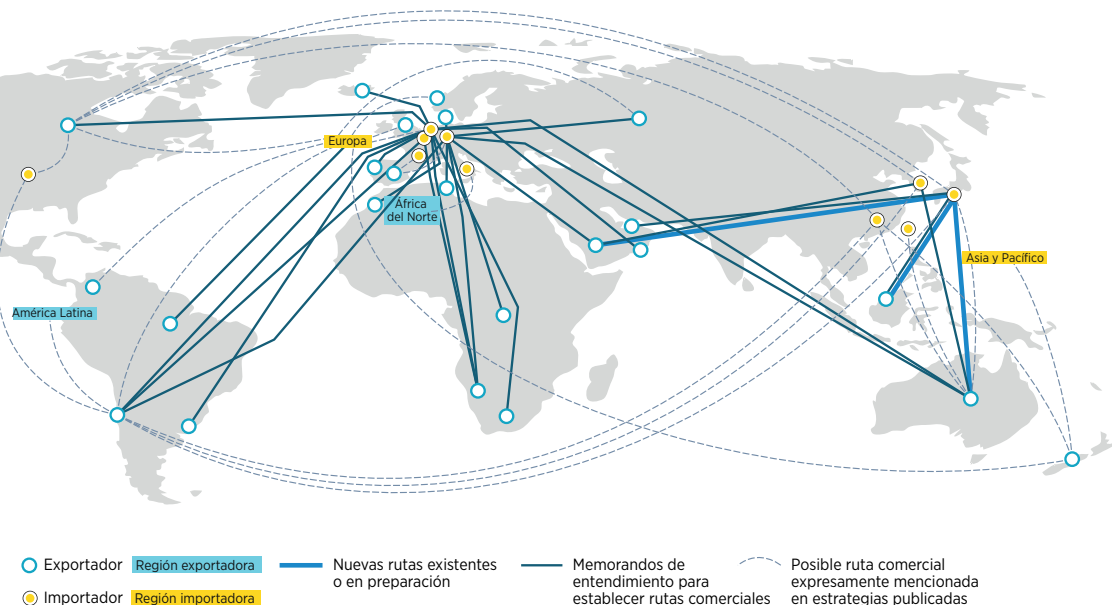 Europa
África
del Norte
Asia y Pacífico
América Latina
Exportador
Región exportadora
Nuevas rutas existentes
o en preparación
Memorandos de
entendimiento para
establecer rutas comerciales
Posible ruta comercial
expresamente mencionada
en estrategias publicadas
Importador
Región importadora